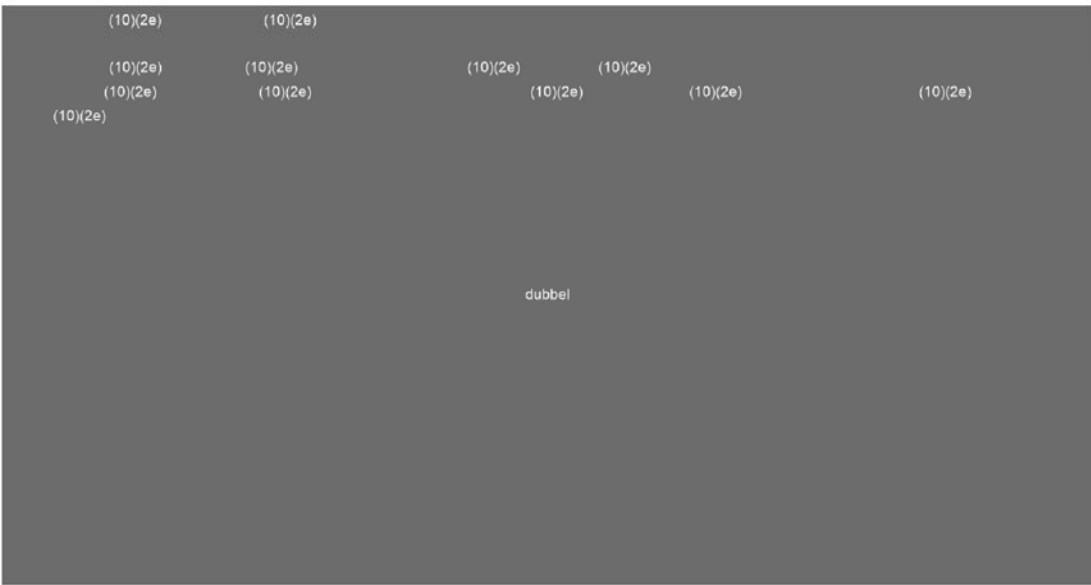 (10)(2e) (10)(2e)
(10)(2e) (10)(2e) (10)(2e) (10)(2e)
(10)(2e) (10)(2e) (10)(2e) (10)(2e) (10)(2e)
(10)(2e)
dubbel